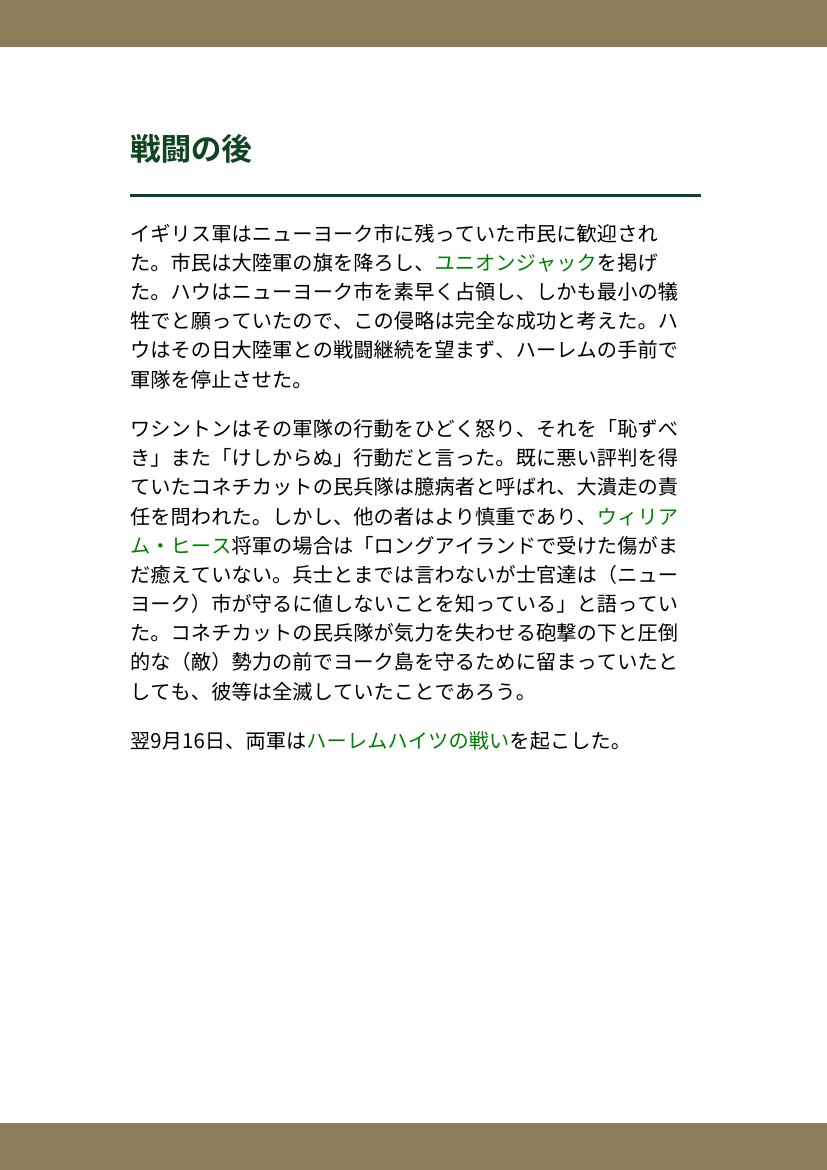 戦闘の後
イギリス軍はニューヨーク市に残っていた市民に歓迎され
た。市民は大陸軍の旗を降ろし、ユニオンジャックを掲げ
た。ハウはニューヨーク市を素早く占領し、しかも最小の犠
牲でと願っていたので、この侵略は完全な成功と考えた。ハ
ウはその日大陸軍との戦闘継続を望まず、ハーレムの手前で
軍隊を停止させた。
ワシントンはその軍隊の行動をひどく怒り、それを「恥ずべ
き」また「けしからぬ」行動だと言った。既に悪い評判を得
ていたコネチカットの民兵隊は臆病者と呼ばれ、大潰走の責
任を問われた。しかし、他の者はより慎重であり、ウィリア
ム・ヒース将軍の場合は「ロングアイランドで受けた傷がま
だ癒えていない。兵士とまでは言わないが士官達は（ニュー
ヨーク）市が守るに値しないことを知っている」と語ってい
た。コネチカットの民兵隊が気力を失わせる砲撃の下と圧倒
的な（敵）勢力の前でヨーク島を守るために留まっていたと
しても、彼等は全滅していたことであろう。
翌9月16日、両軍はハーレムハイツの戦いを起こした。